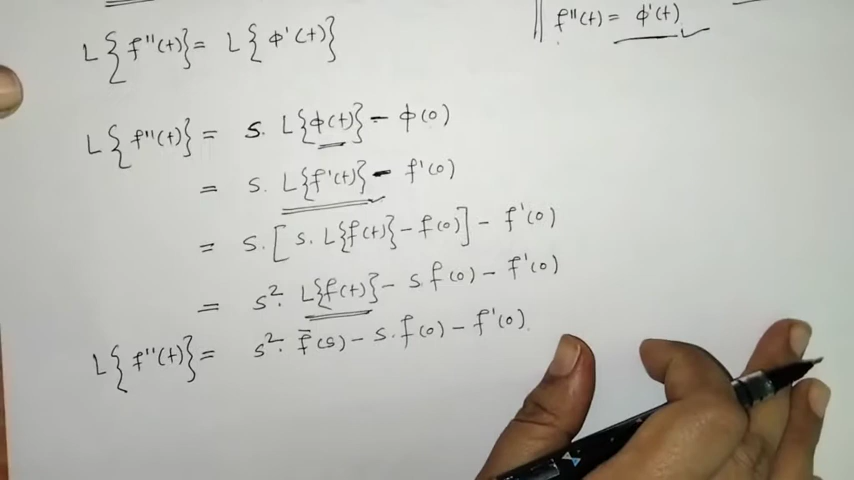 f''(t) = ϕ'(t)
L{f''(t)} = L{ϕ'(t)}
L{f''(t)} = s. L{ϕ(t)} - ϕ(0)
= s. L{f'(t)} - f'(0)
= s. [s. L{f(t)} - f(0)] - f'(0)
= s². L{f(t)} - s f(0) - f'(0)
L{f''(t)} = s². f̄(s) - s. f(0) - f'(0)